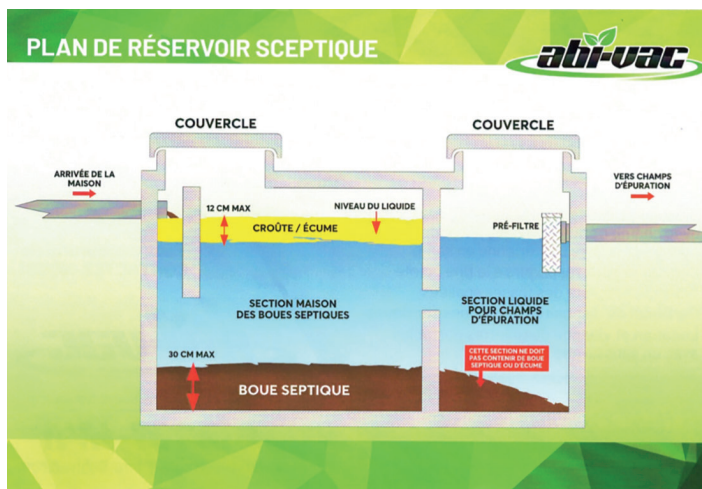 PLAN DE RÉSERVOIR SCEPTIQUE
abi-vac
COUVERCLE
COUVERCLE
ARRIVÉE DE LA
MAISON
VERS CHAMPS
D'ÉPURATION
12 CM MAX
NIVEAU DU LIQUIDE
CROÛTE / ÉCUME
PRÉ-FILTRE
SECTION MAISON
DES BOUES SEPTIQUES
SECTION LIQUIDE
POUR CHAMPS
D'ÉPURATION
30 CM MAX
BOUE SEPTIQUE
CETTE SECTION NE DOIT
PAS CONTENIR DE BOUE
SEPTIQUE OU D'ÉCUME